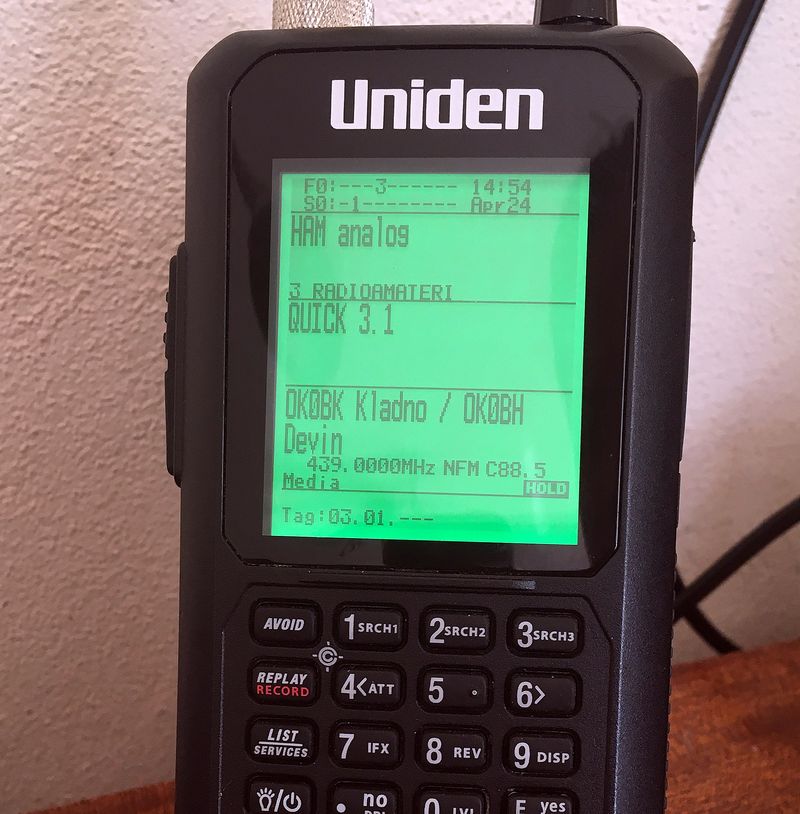 Uniden
F0:---3------ 14:54
S0:-1-------- Apr24
HAM analog
3 RADIOAMATERI
QUICK 3.1
OK0BK Kladno / OK0BH
Devin
439.0000MHz NFM C88.5
Media HOLD
Tag:03.01.---
AVOID 1 SRCH1 2 SRCH2 3 SRCH3
©
REPLAY
RECORD 4 < ATT 5 . 6 >
LIST
SERVICES 7 IFX 8 REV 9 DISP
. no 0 E yes